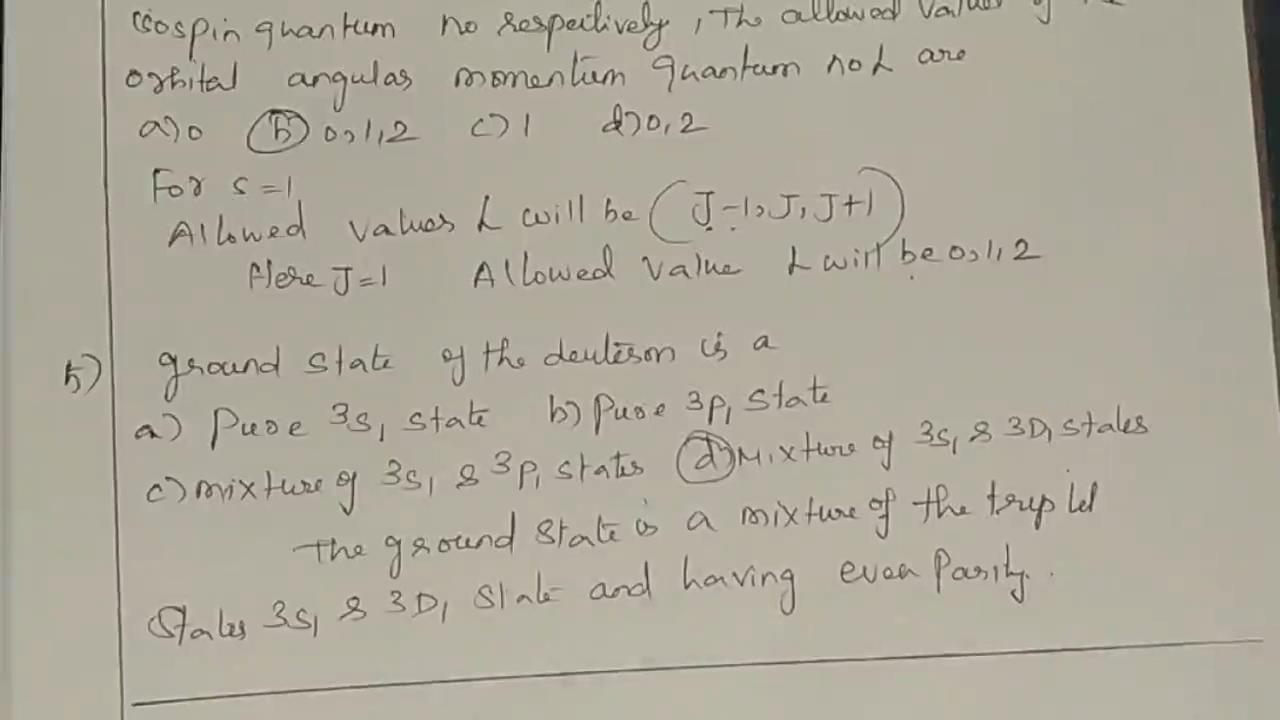 isospin quantum no respectively, The allowed values of the
orbital angular momentum quantum no L are
a) 0 (b) 0,1,2 c) 1 d) 0,2
For s=1
Allowed values L will be (J-1, J, J+1)
Here J=1 Allowed value L will be 0,1,2
5) ground state of the deuteron is a
a) Pure 3S1 state b) Pure 3P1 state
c) mixture of 3S1 & 3P1 states (d) Mixture of 3S1 & 3D1 states
The ground state is a mixture of the triplet
States 3S1 & 3D1 state and having even Parity.